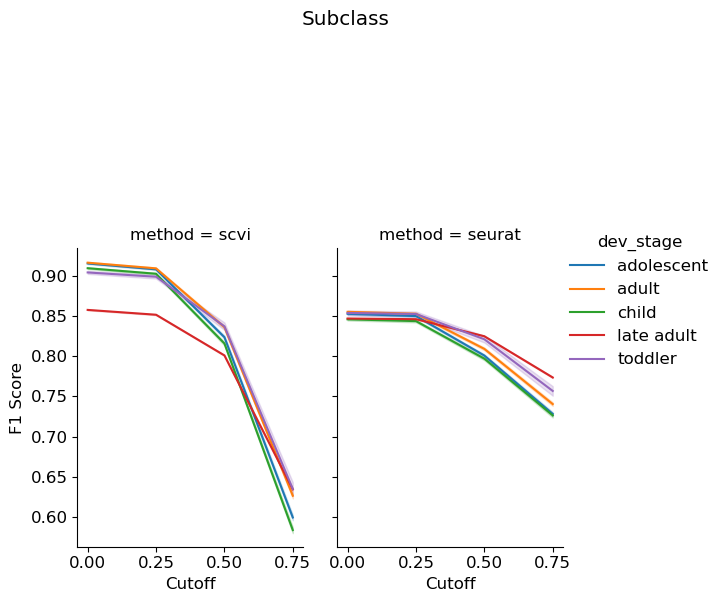 Subclass
method = scvi
method = seurat
dev_stage
adolescent
adult
child
late adult
toddler
F1 Score
0.90
0.85
0.80
0.75
0.70
0.65
0.60
0.00 0.25 0.50 0.75
0.00 0.25 0.50 0.75
Cutoff
Cutoff